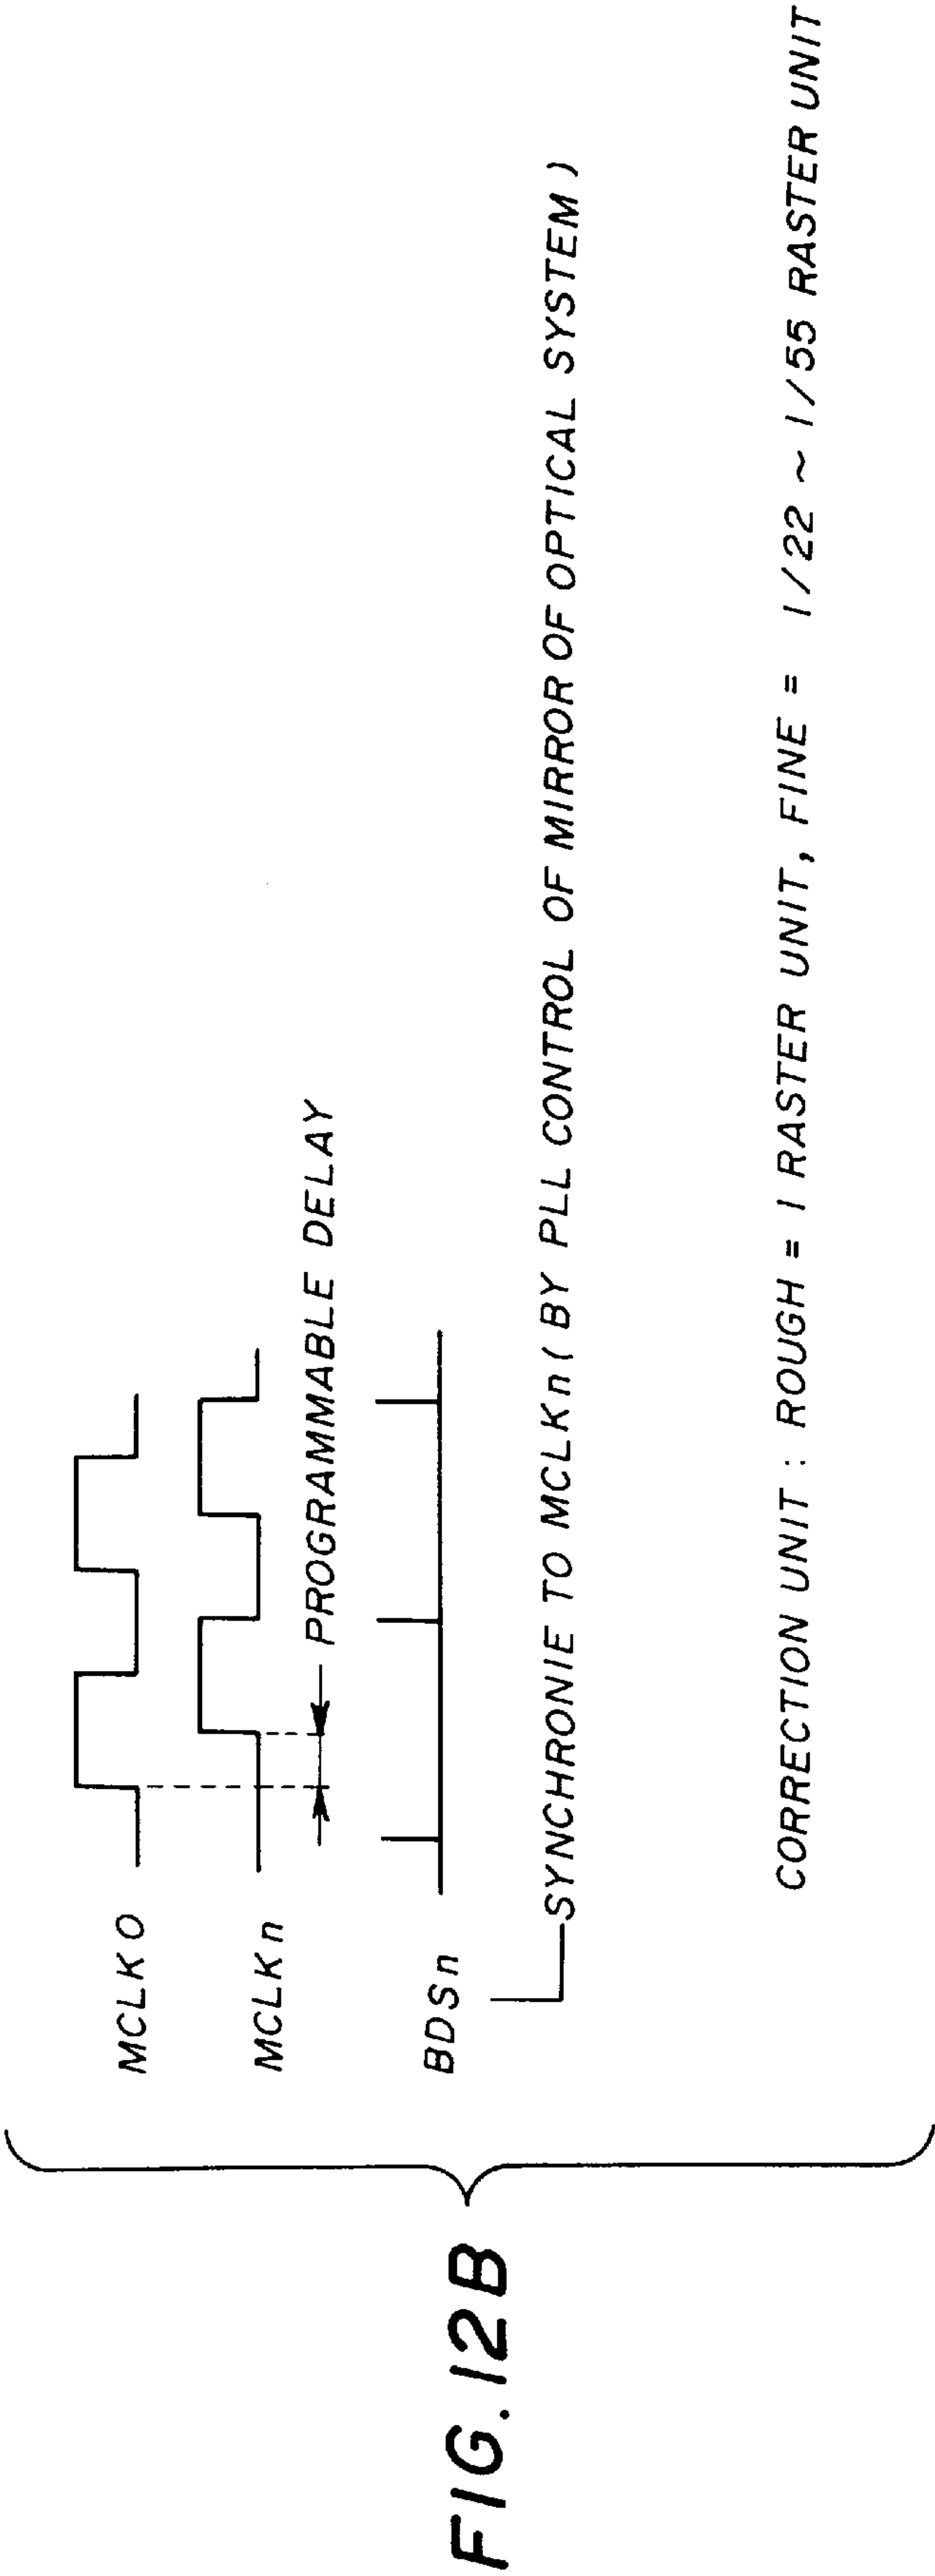 FIG. 12B
MCLK0
MCLKn
PROGRAMMABLE DELAY
BDSn
SYNCHRONIE TO MCLKn ( BY PLL CONTROL OF MIRROR OF OPTICAL SYSTEM )
CORRECTION UNIT : ROUGH = 1 RASTER UNIT, FINE = 1/22 ~ 1/55 RASTER UNIT